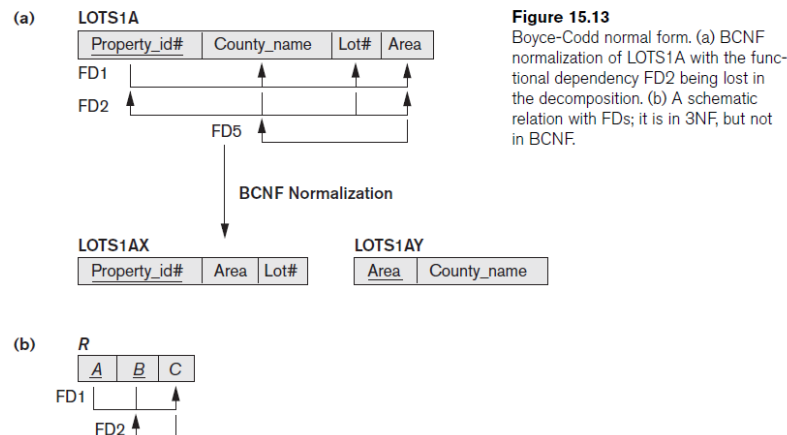 (a) LOTS1A
Property_id# County_name Lot# Area
FD1
FD2
FD5
BCNF Normalization
LOTS1AX
Property_id# Area Lot#
LOTS1AY
Area County_name
(b) R
A B C
FD1
FD2
Figure 15.13
Boyce-Codd normal form. (a) BCNF
normalization of LOTS1A with the func-
tional dependency FD2 being lost in
the decomposition. (b) A schematic
relation with FDs; it is in 3NF, but not
in BCNF.